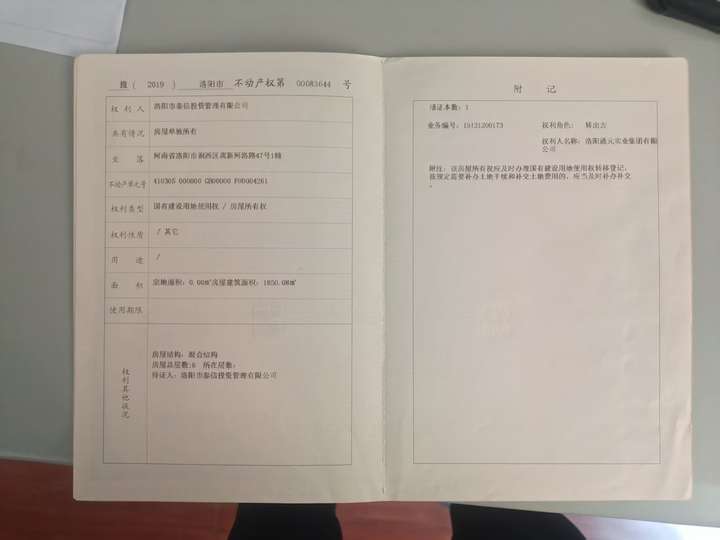 豫（ 2019 ） 洛阳市 不动产权第 00083644 号
权 利 人 洛阳市泰信投资管理有限公司
共有情况 房屋单独所有
坐 落 河南省洛阳市涧西区高新河洛路47号1幢
不动产单元号 410305 000800 GB00000 F00004261
权利类型 国有建设用地使用权 / 房屋所有权
权利性质 / 其它
用 途 /
面 积 宗地面积：0.00㎡房屋建筑面积：1850.08㎡
使用期限
权利其他状况
房屋结构：混合结构
房屋总层数：6 所在层数：
持证人：洛阳市泰信投资管理有限公司
附 记
缮证本数：1
业务编号：19121200173 权利角色： 转出方
权利人名称：洛阳通元实业集团有限
公司
附注：该房屋所有权应及时办理国有建设用地使用权转移登记，
按规定需要补办土地手续和补交土地费用的，应当及时补办补交
。